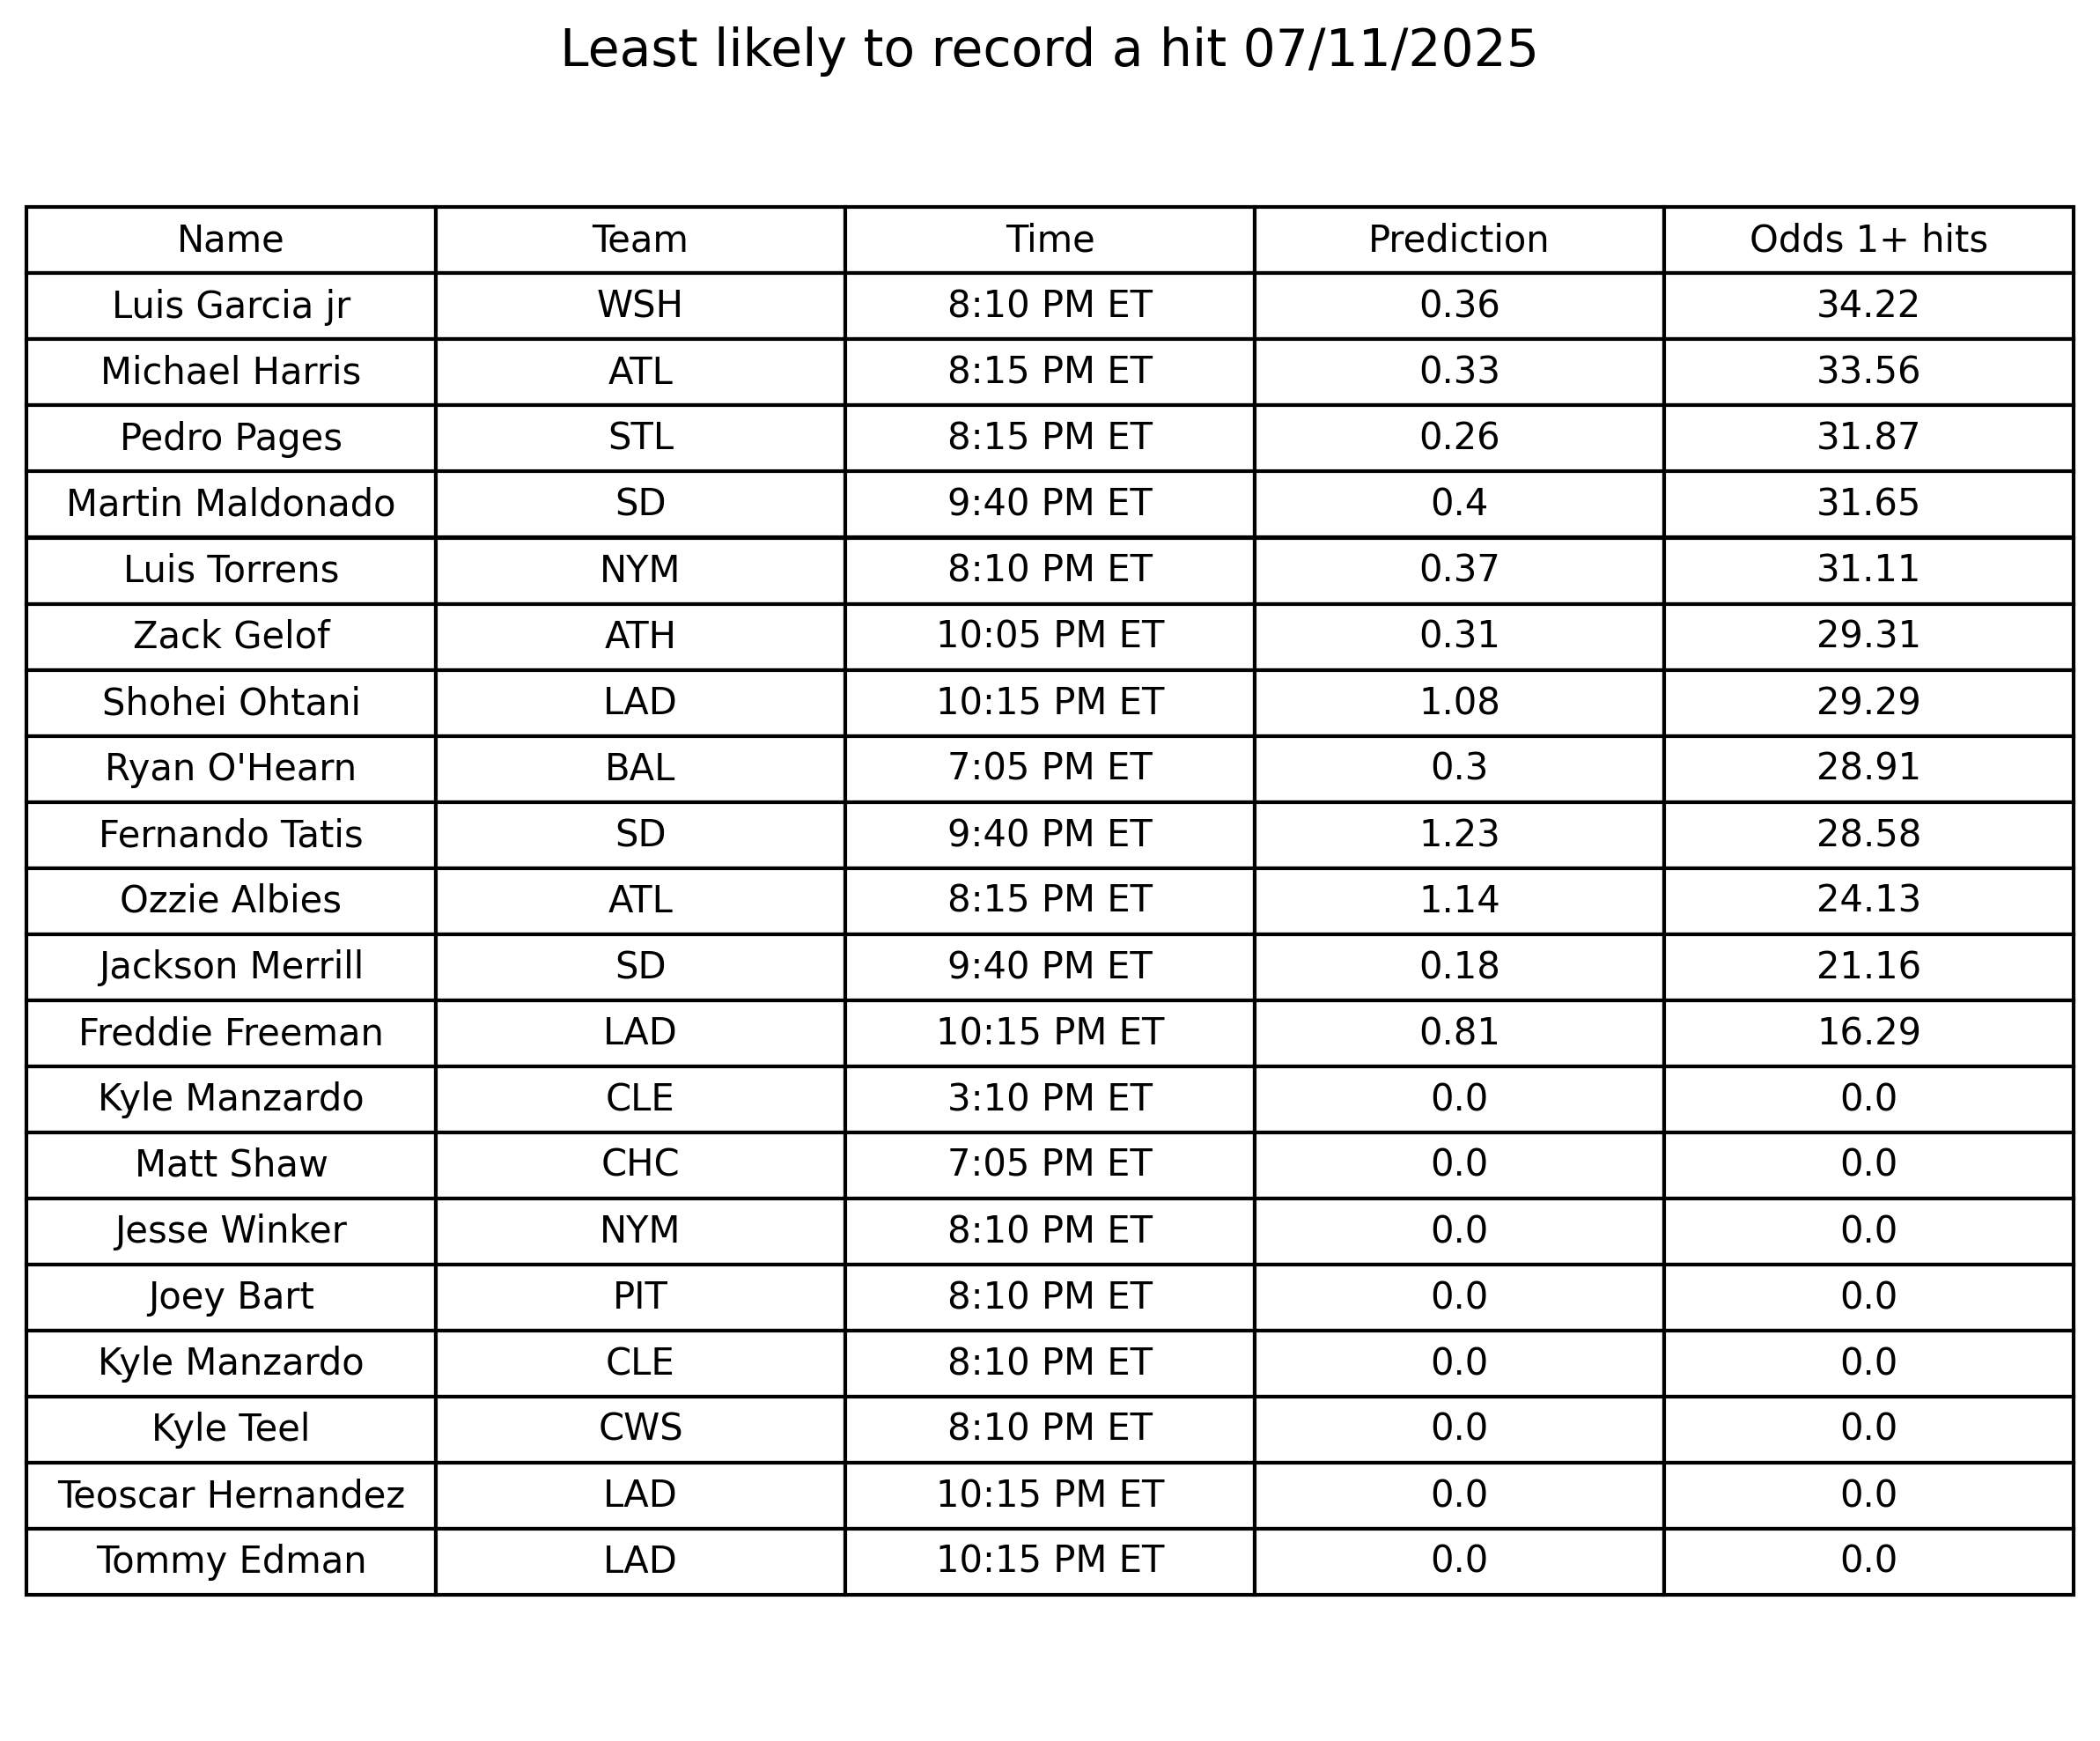 Least likely to record a hit 07/11/2025
Name Team Time Prediction Odds 1+ hits
Luis Garcia jr WSH 8:10 PM ET 0.36 34.22
Michael Harris ATL 8:15 PM ET 0.33 33.56
Pedro Pages STL 8:15 PM ET 0.26 31.87
Martin Maldonado SD 9:40 PM ET 0.4 31.65
Luis Torrens NYM 8:10 PM ET 0.37 31.11
Zack Gelof ATH 10:05 PM ET 0.31 29.31
Shohei Ohtani LAD 10:15 PM ET 1.08 29.29
Ryan O'Hearn BAL 7:05 PM ET 0.3 28.91
Fernando Tatis SD 9:40 PM ET 1.23 28.58
Ozzie Albies ATL 8:15 PM ET 1.14 24.13
Jackson Merrill SD 9:40 PM ET 0.18 21.16
Freddie Freeman LAD 10:15 PM ET 0.81 16.29
Kyle Manzardo CLE 3:10 PM ET 0.0 0.0
Matt Shaw CHC 7:05 PM ET 0.0 0.0
Jesse Winker NYM 8:10 PM ET 0.0 0.0
Joey Bart PIT 8:10 PM ET 0.0 0.0
Kyle Manzardo CLE 8:10 PM ET 0.0 0.0
Kyle Teel CWS 8:10 PM ET 0.0 0.0
Teoscar Hernandez LAD 10:15 PM ET 0.0 0.0
Tommy Edman LAD 10:15 PM ET 0.0 0.0